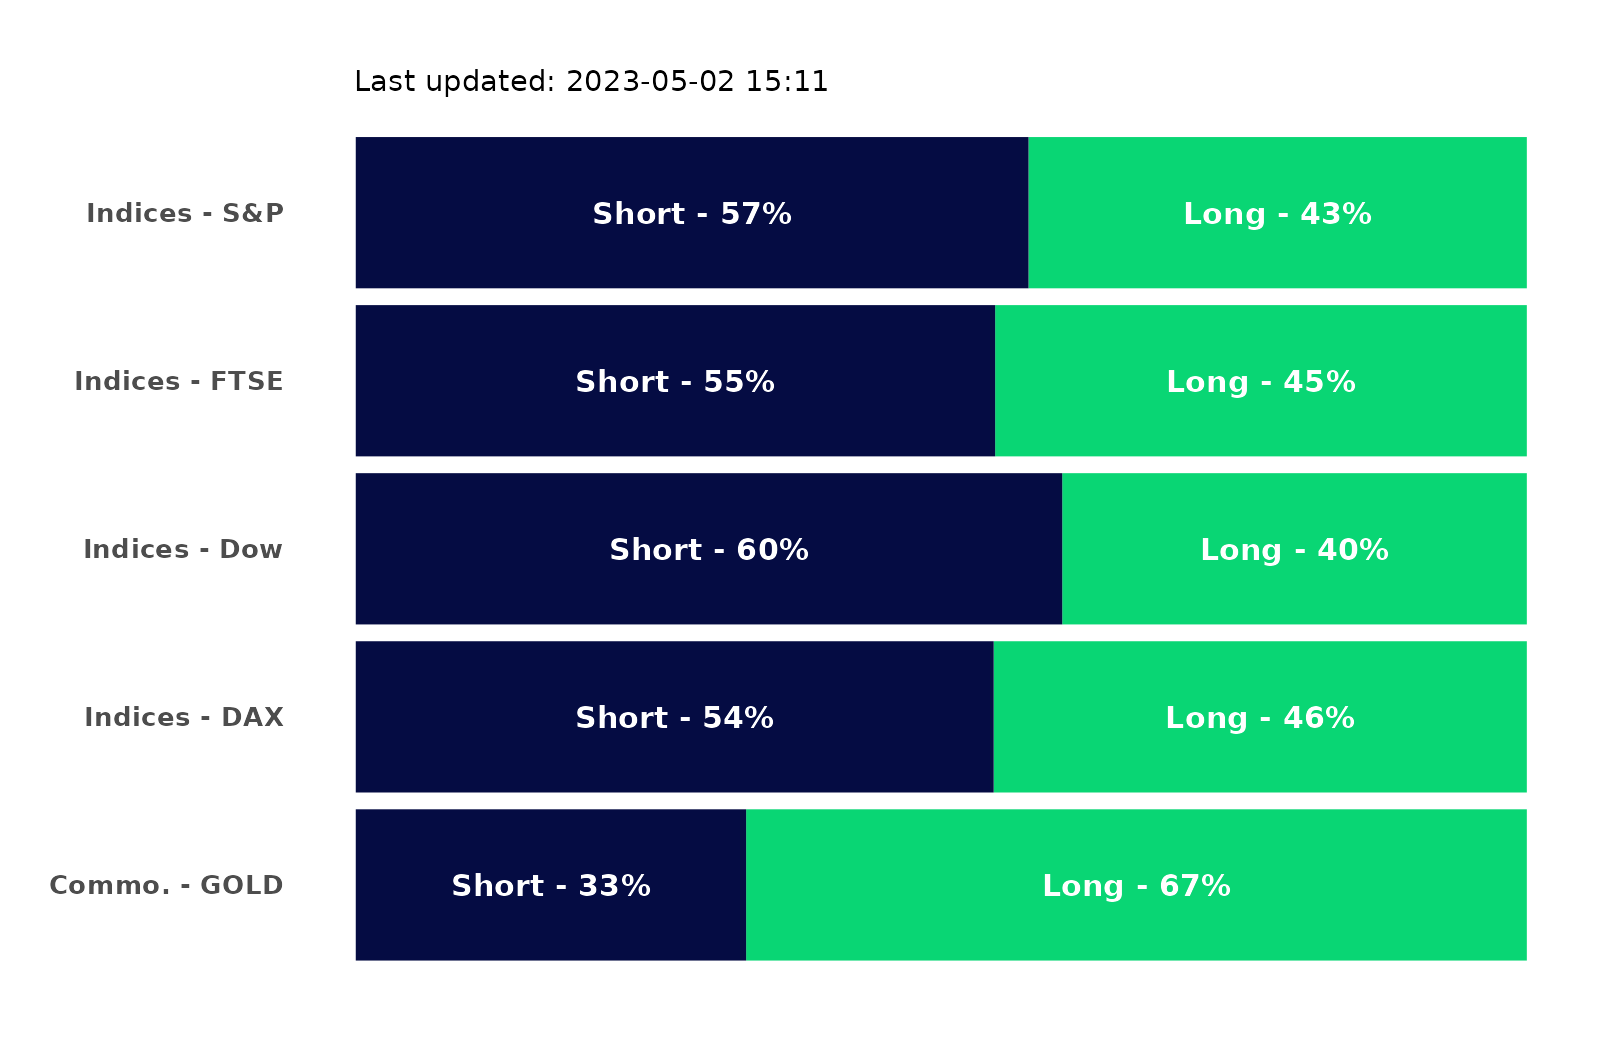 Last updated: 2023-05-02 15:11
Indices - S&P
Short - 57%
Long - 43%
Indices - FTSE
Short - 55%
Long - 45%
Indices - Dow
Short - 60%
Long - 40%
Indices - DAX
Short - 54%
Long - 46%
Commo. - GOLD
Short - 33%
Long - 67%